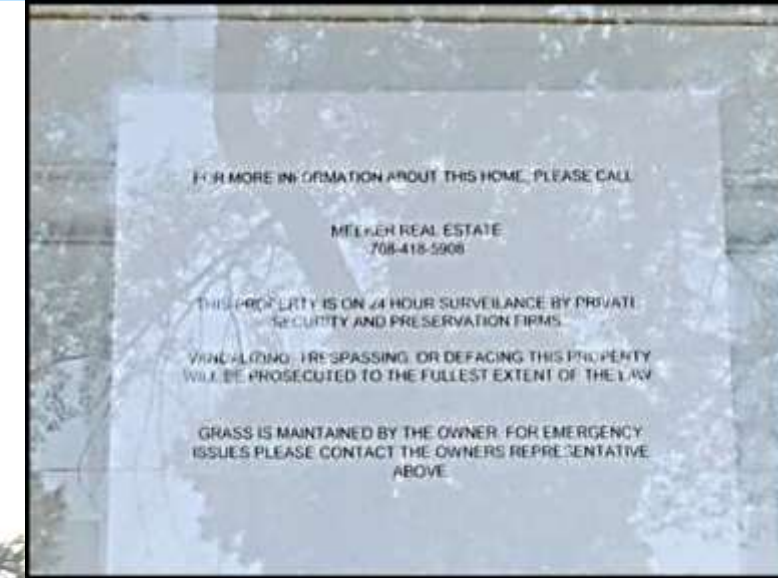 FOR MORE INFORMATION ABOUT THIS HOME, PLEASE CALL
MEEKER REAL ESTATE
708-418-5908
THIS PROPERTY IS ON 24 HOUR SURVEILANCE BY PRIVATE
SECURITY AND PRESERVATION FIRMS.
VANDALIZING, TRESPASSING, OR DEFACING THIS PROPERTY
WILL BE PROSECUTED TO THE FULLEST EXTENT OF THE LAW
GRASS IS MAINTAINED BY THE OWNER. FOR EMERGENCY
ISSUES PLEASE CONTACT THE OWNERS REPRESENTATIVE
ABOVE.